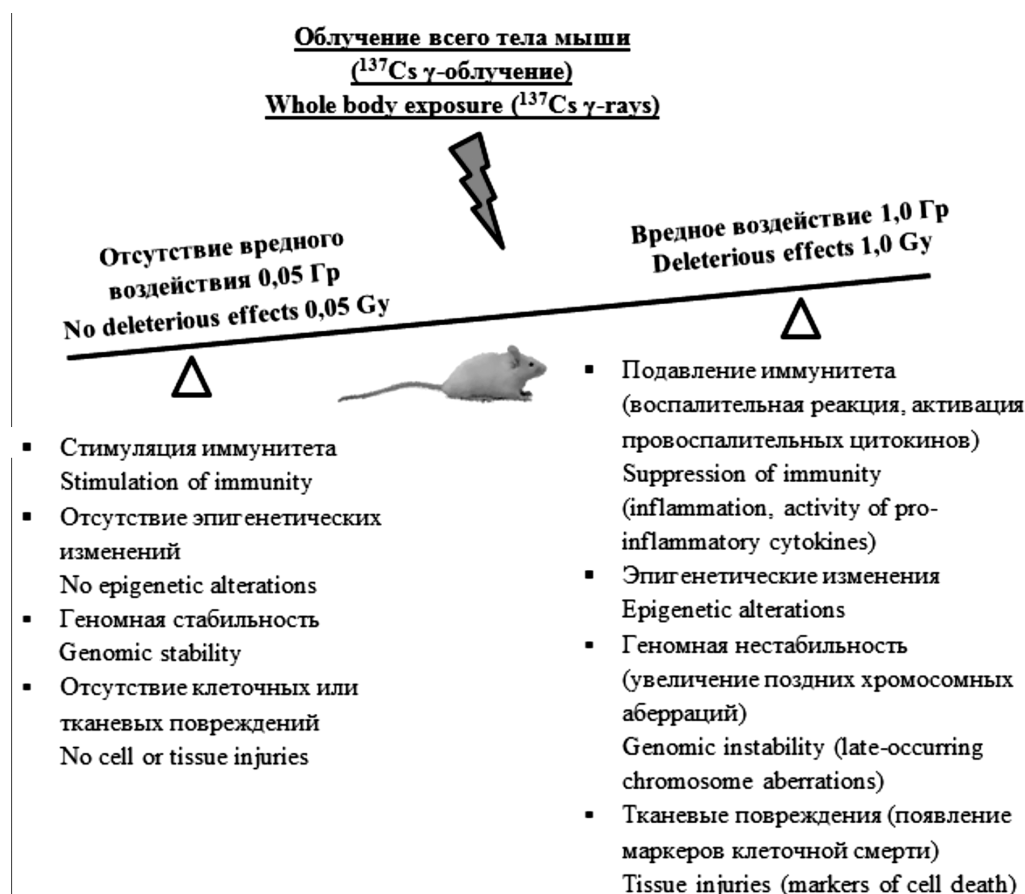 Облучение всего тела мыши
(¹³⁷Cs γ-облучение)
Whole body exposure (¹³⁷Cs γ-rays)
Отсутствие вредного
воздействия 0,05 Гр
No deleterious effects 0,05 Gy
Вредное воздействие 1,0 Гр
Deleterious effects 1,0 Gy
▪ Стимуляция иммунитета
Stimulation of immunity
▪ Отсутствие эпигенетических
изменений
No epigenetic alterations
▪ Геномная стабильность
Genomic stability
▪ Отсутствие клеточных или
тканевых повреждений
No cell or tissue injuries
▪ Подавление иммунитета
(воспалительная реакция, активация
провоспалительных цитокинов)
Suppression of immunity
(inflammation, activity of pro-
inflammatory cytokines)
▪ Эпигенетические изменения
Epigenetic alterations
▪ Геномная нестабильность
(увеличение поздних хромосомных
аберраций)
Genomic instability (late-occurring
chromosome aberrations)
▪ Тканевые повреждения (появление
маркеров клеточной смерти)
Tissue injuries (markers of cell death)